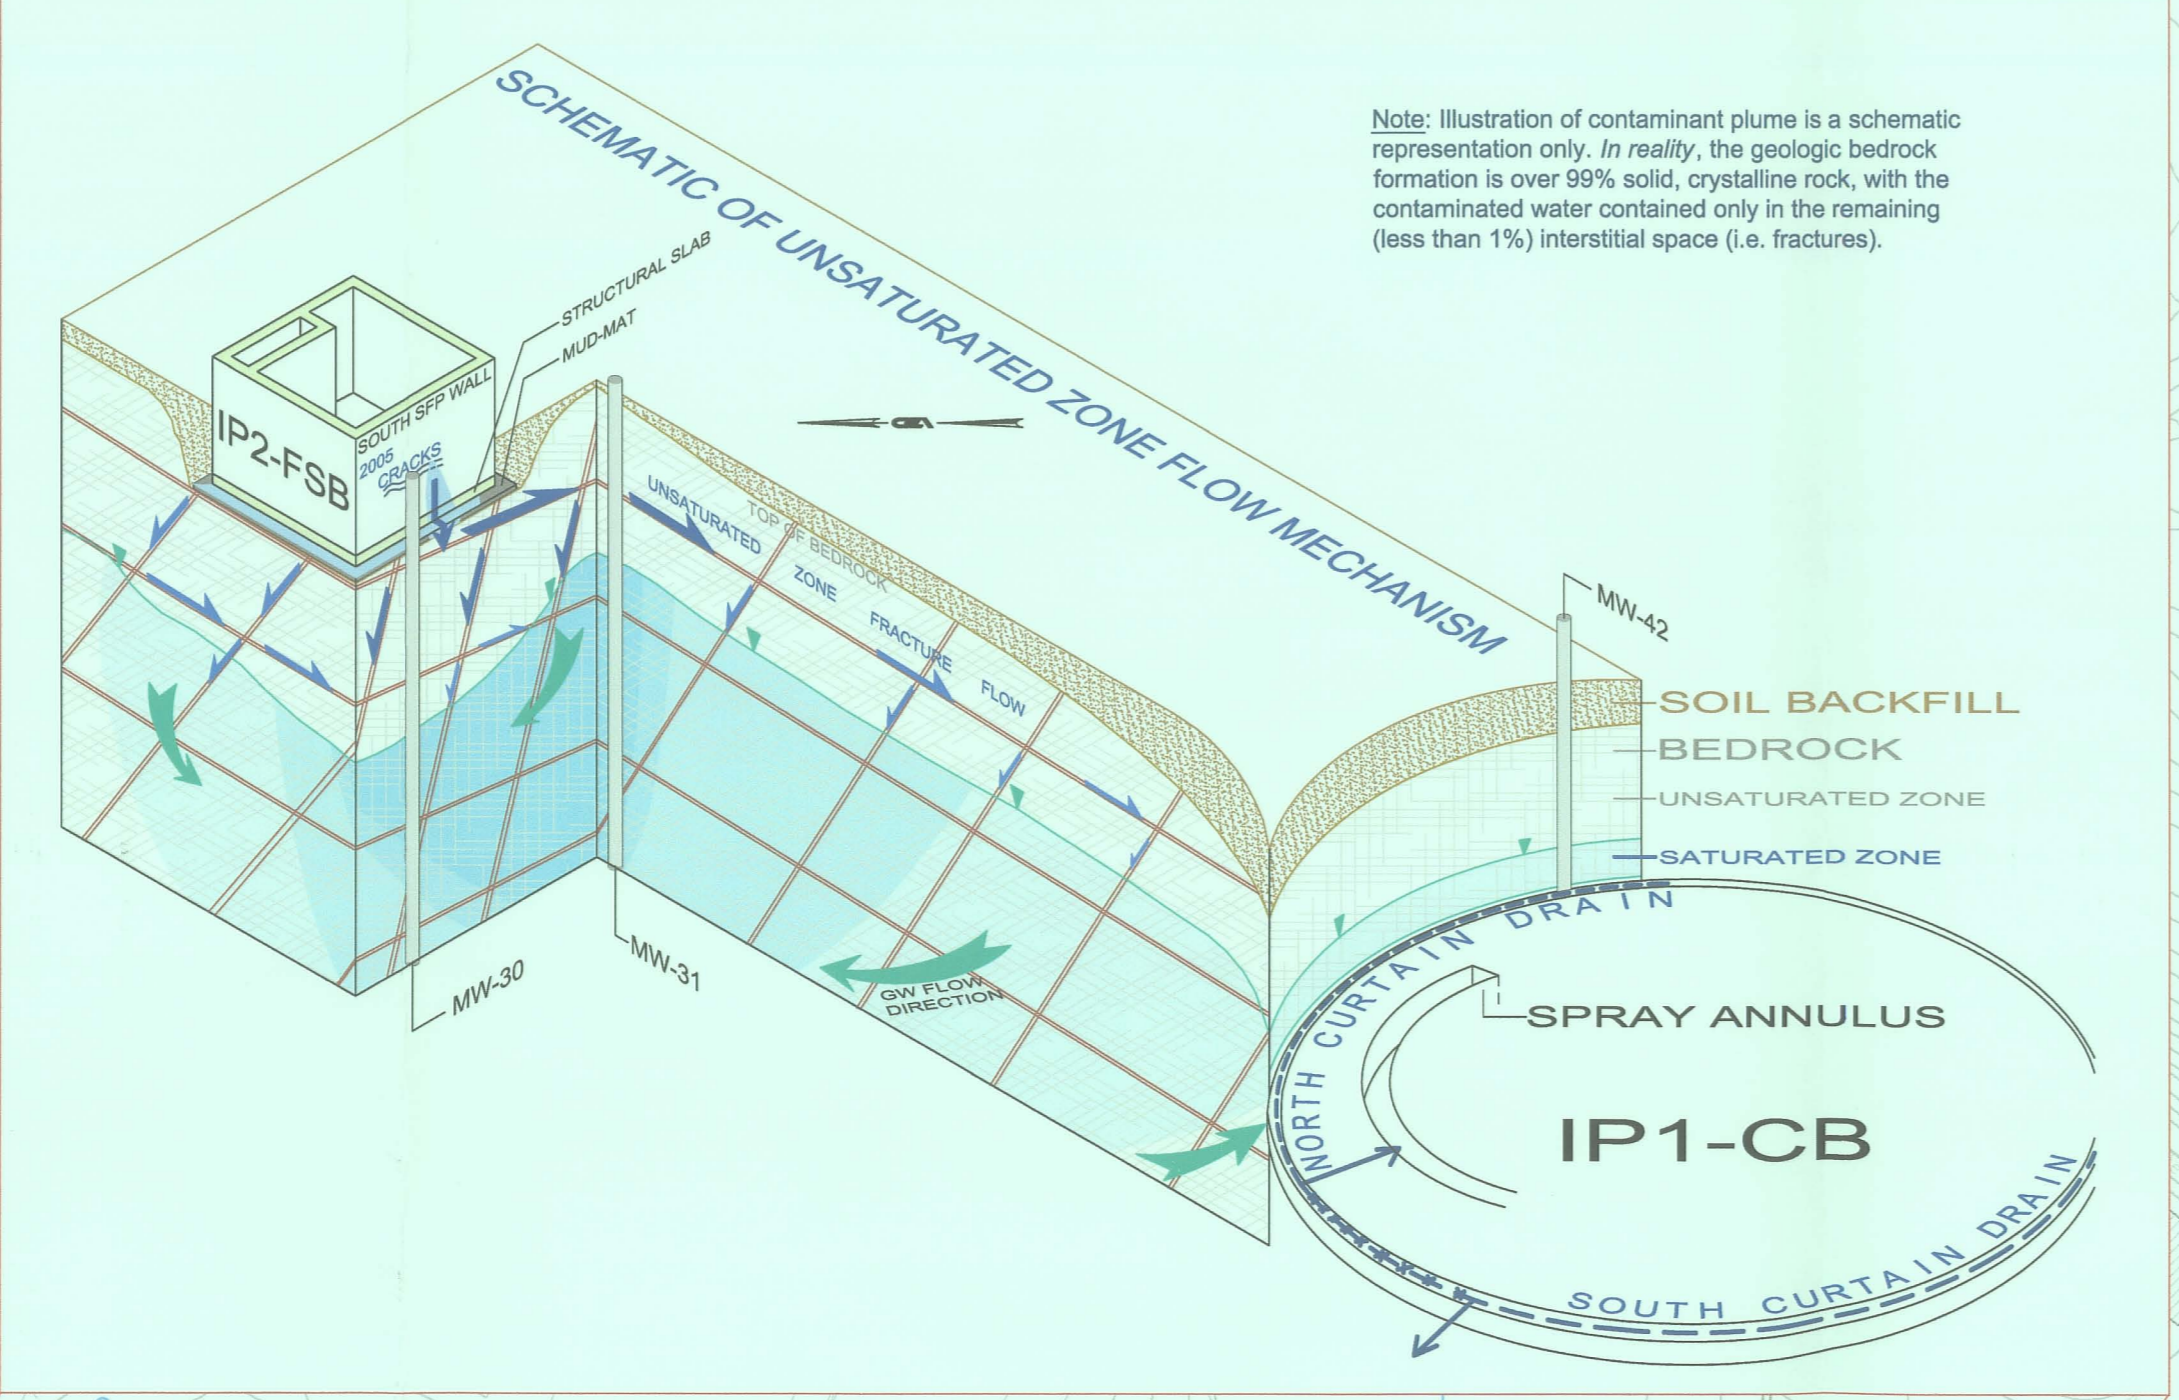 SCHEMATIC OF UNSATURATED ZONE FLOW MECHANISM
Note: Illustration of contaminant plume is a schematic
representation only. In reality, the geologic bedrock
formation is over 99% solid, crystalline rock, with the
contaminated water contained only in the remaining
(less than 1%) interstitial space (i.e. fractures).
STRUCTURAL SLAB
MUD-MAT
SOUTH SFP WALL
IP2-FSB
2005
CRACKS
UNSATURATED ZONE FRACTURE FLOW
TOP OF BEDROCK
MW-42
SOIL BACKFILL
BEDROCK
UNSATURATED ZONE
SATURATED ZONE
MW-30
MW-31
GW FLOW
DIRECTION
NORTH CURTAIN DRAIN
SPRAY ANNULUS
IP1-CB
SOUTH CURTAIN DRAIN